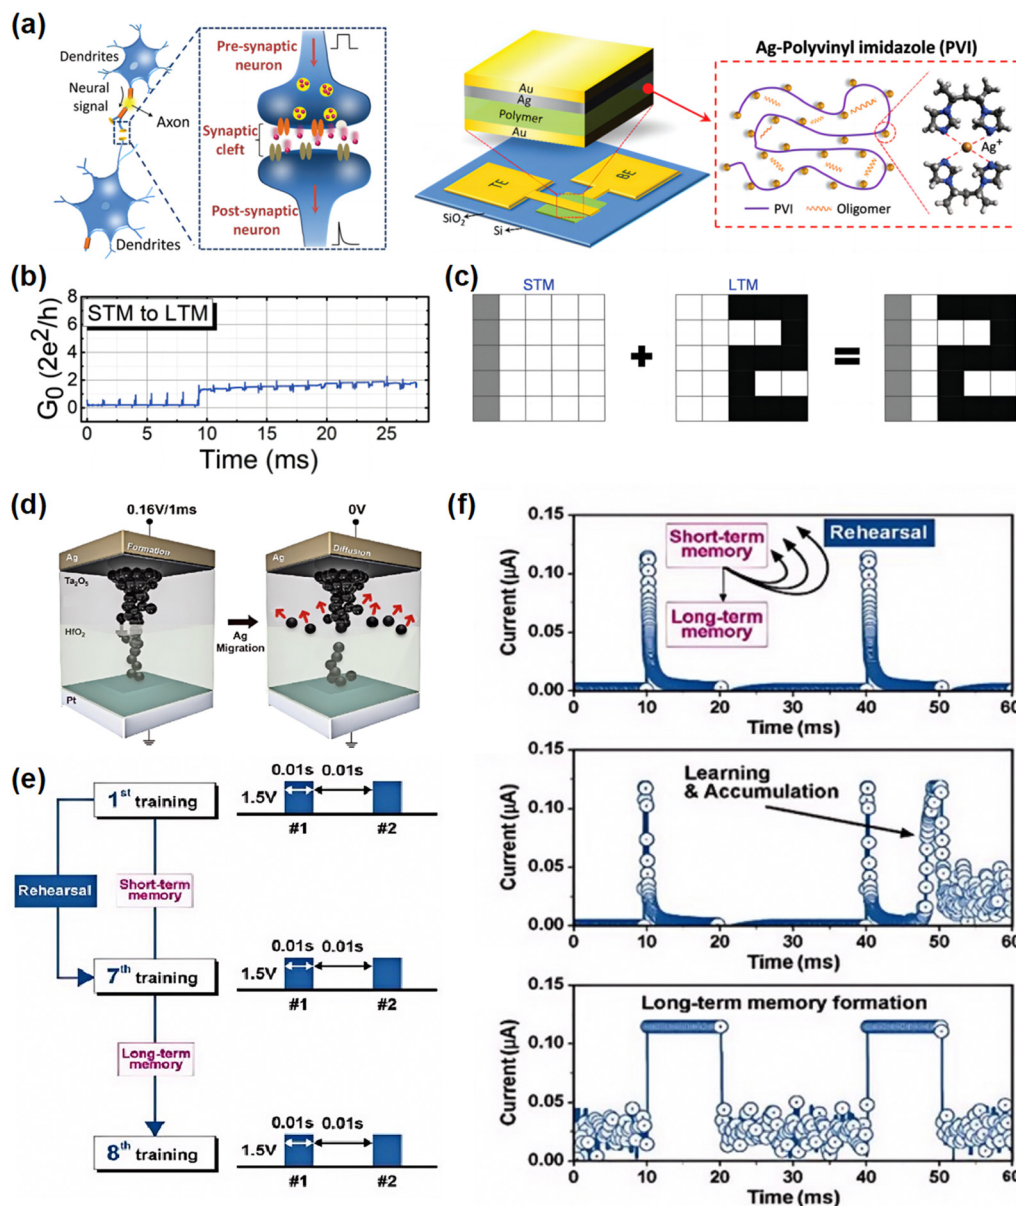 (a)
Dendrites
Neural
signal
Axon
Dendrites
Pre-synaptic
neuron
Synaptic
cleft
Post-synaptic
neuron
Au
Ag
Polymer
Au
TE
BE
SiO2
Si
Ag-Polyvinyl imidazole (PVI)
Ag+
PVI
Oligomer
(b)
STM to LTM
G0 (2e²/h)
8
6
4
2
0
0 5 10 15 20 25
Time (ms)
(c)
STM
LTM
+
=
(d)
0.16V/1ms
0V
Ag
Formation
Ta2O5
HfO2
Pt
Ag
Migration
Ag
Diffusion
(e)
1st training
Rehearsal
Short-term
memory
7th training
Long-term
memory
8th training
0.01s 0.01s
1.5V
#1 #2
0.01s 0.01s
1.5V
#1 #2
0.01s 0.01s
1.5V
#1 #2
(f)
Current (µA)
0.15
0.10
0.05
0.00
Short-term
memory
Rehearsal
Long-term
memory
0 10 20 30 40 50 60
Time (ms)
Current (µA)
0.15
0.10
0.05
0.00
Learning
& Accumulation
0 10 20 30 40 50 60
Time (ms)
Current (µA)
0.15
0.10
0.05
0.00
Long-term memory formation
0 10 20 30 40 50 60
Time (ms)